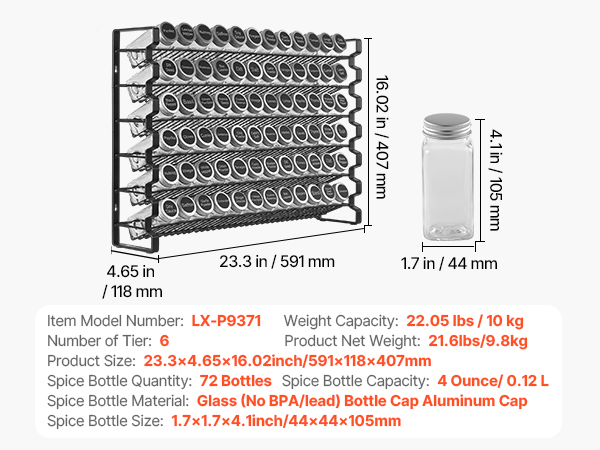 16.02 in / 407 mm
4.1 in / 105 mm
4.65 in
/ 118 mm
23.3 in / 591 mm
1.7 in / 44 mm
Item Model Number: LX-P9371 Weight Capacity: 22.05 lbs / 10 kg
Number of Tier: 6 Product Net Weight: 21.6lbs/9.8kg
Product Size: 23.3×4.65×16.02inch/591×118×407mm
Spice Bottle Quantity: 72 Bottles Spice Bottle Capacity: 4 Ounce/ 0.12 L
Spice Bottle Material: Glass (No BPA/lead) Bottle Cap Aluminum Cap
Spice Bottle Size: 1.7×1.7×4.1inch/44×44×105mm